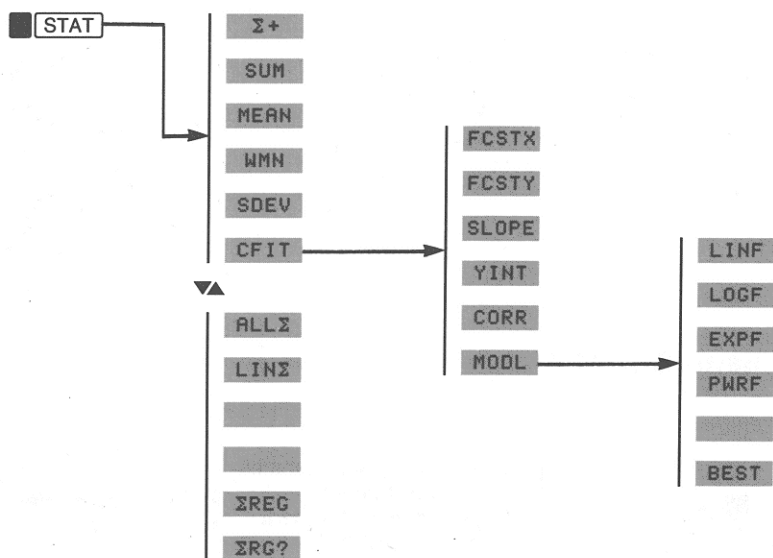 STAT
Σ+
SUM
MEAN
WMN
SDEV
CFIT
ALLΣ
LINΣ
ΣREG
ΣRG?
FCSTX
FCSTY
SLOPE
YINT
CORR
MODL
LINF
LOGF
EXPF
PWRF
BEST